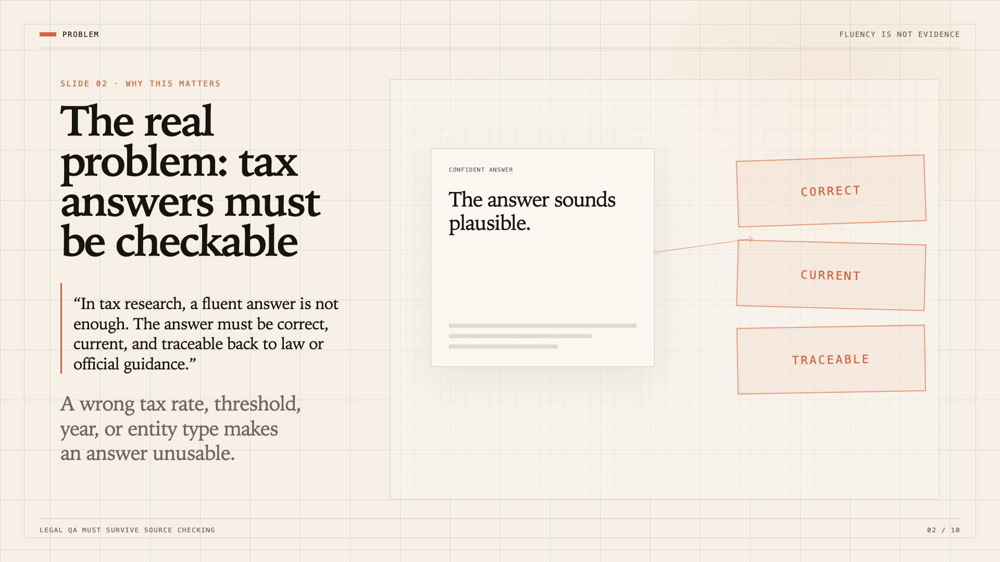 PROBLEM
FLUENCY IS NOT EVIDENCE
SLIDE 02 · WHY THIS MATTERS
The real
problem: tax
answers must
be checkable
“In tax research, a fluent answer is not
enough. The answer must be correct,
current, and traceable back to law or
official guidance.”
A wrong tax rate, threshold,
year, or entity type makes
an answer unusable.
CONFIDENT ANSWER
The answer sounds
plausible.
CORRECT
CURRENT
TRACEABLE
LEGAL QA MUST SURVIVE SOURCE CHECKING
02 / 10